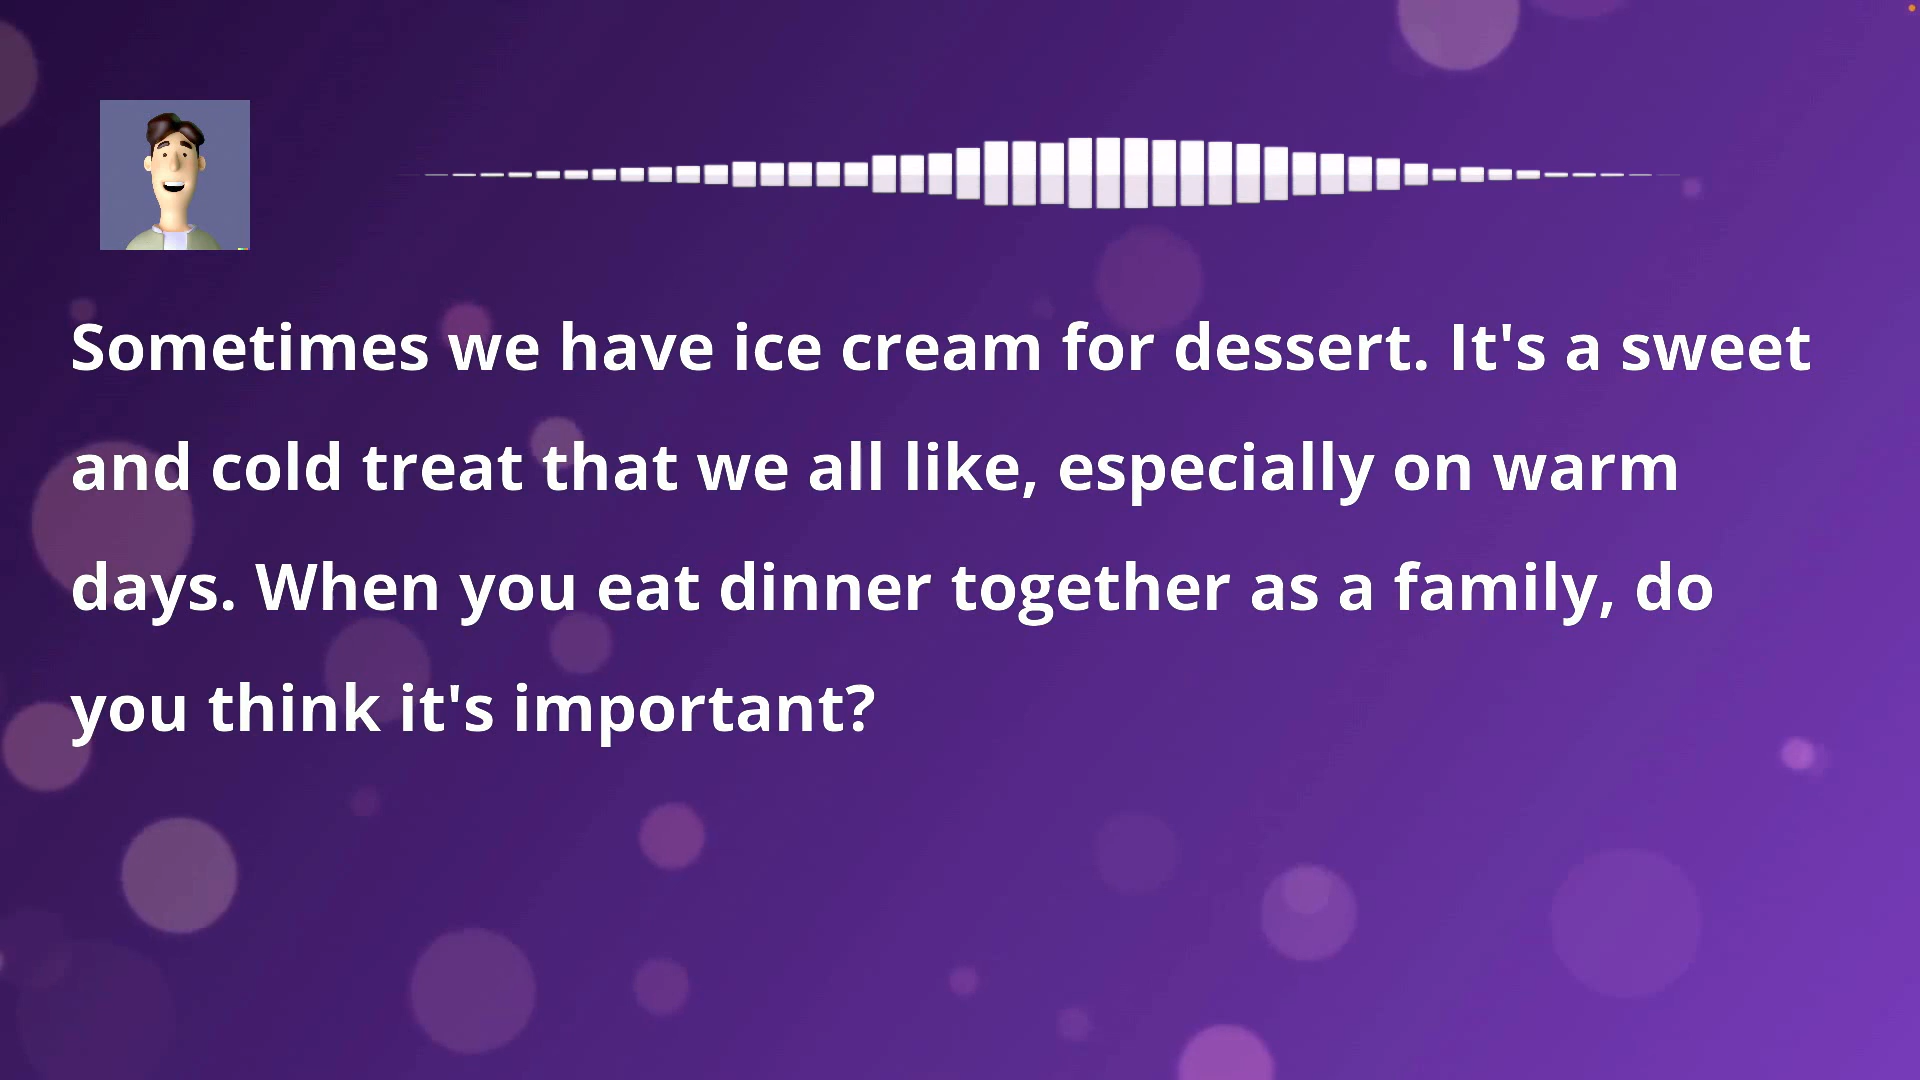 Sometimes we have ice cream for dessert. It's a sweet
and cold treat that we all like, especially on warm
days. When you eat dinner together as a family, do
you think it's important?